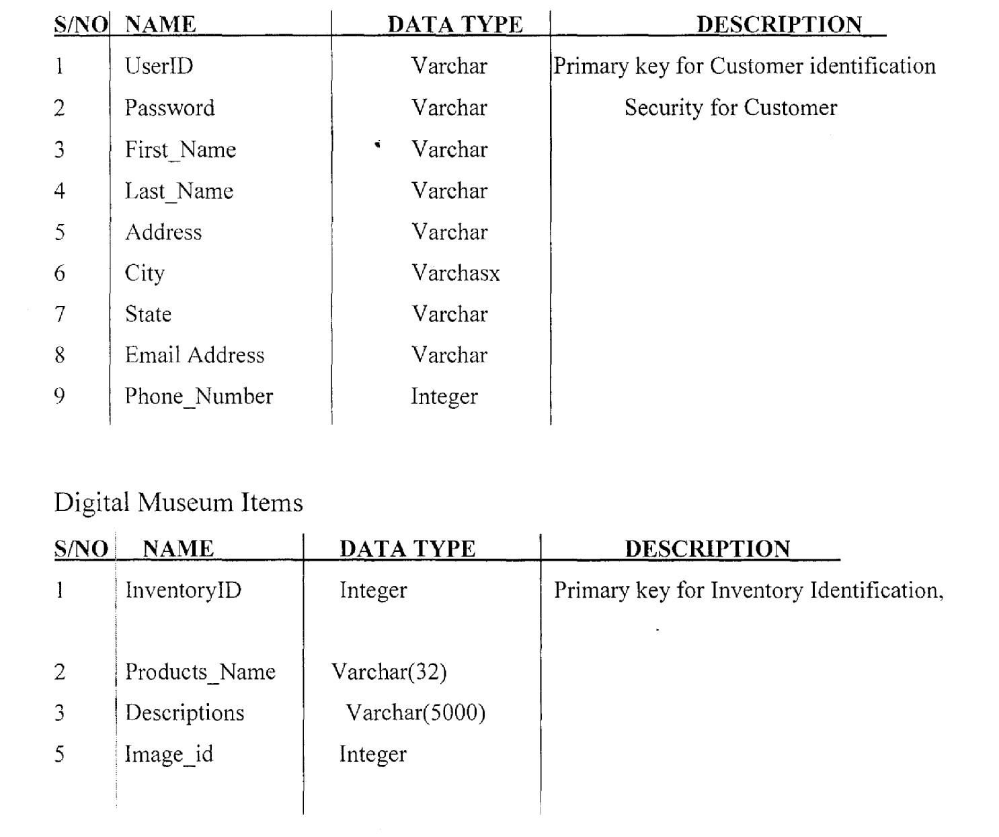 S/NO NAME DATA TYPE DESCRIPTION
1 UserID Varchar Primary key for Customer identification
2 Password Varchar Security for Customer
3 First_Name Varchar
4 Last_Name Varchar
5 Address Varchar
6 City Varchasx
7 State Varchar
8 Email Address Varchar
9 Phone_Number Integer
Digital Museum Items
S/NO NAME DATA TYPE DESCRIPTION
1 InventoryID Integer Primary key for Inventory Identification,
2 Products_Name Varchar(32)
3 Descriptions Varchar(5000)
5 Image_id Integer